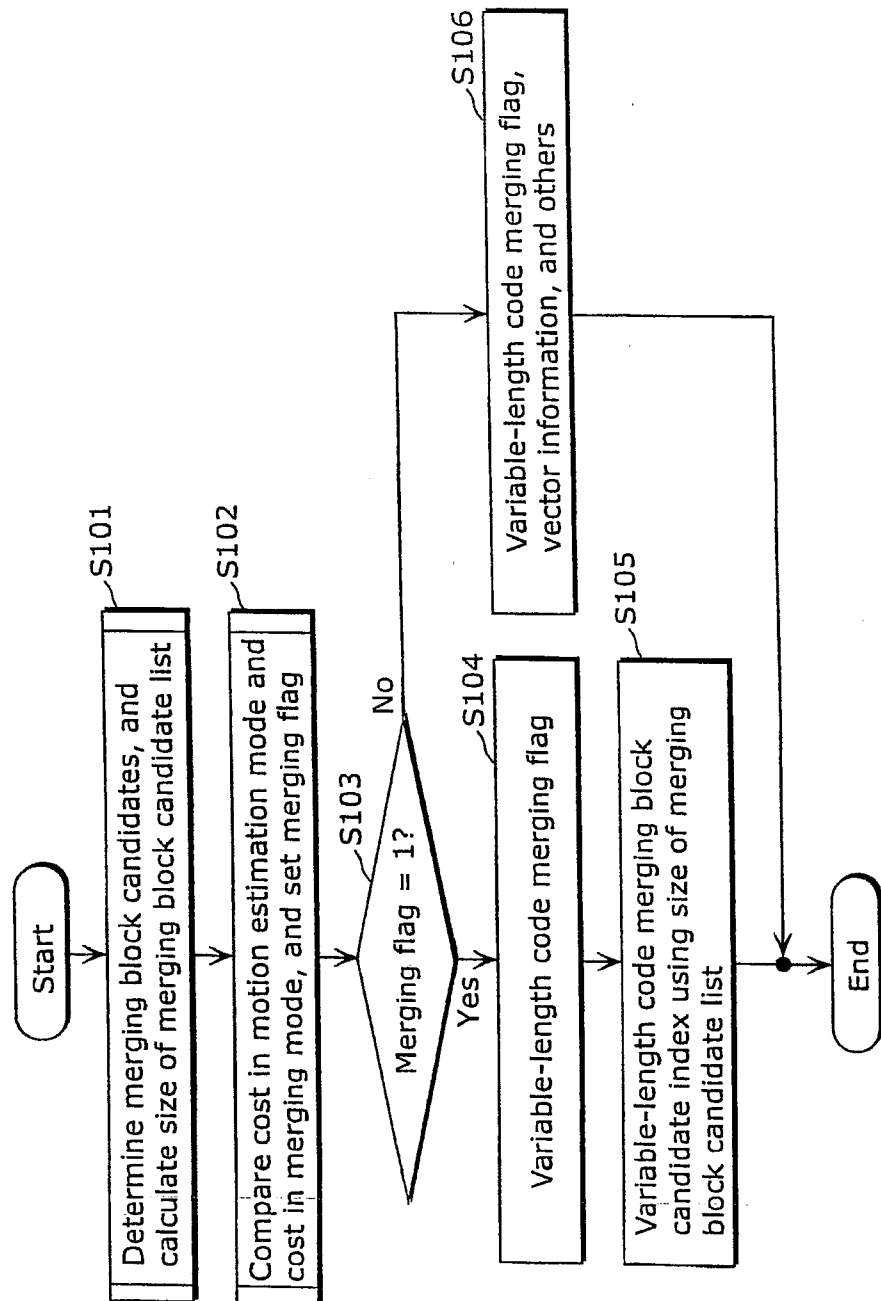 Start
S101
Determine merging block candidates, and
calculate size of merging block candidate list
S102
Compare cost in motion estimation mode and
cost in merging mode, and set merging flag
S103
Merging flag = 1?
No
Yes
S104
Variable-length code merging flag
S105
Variable-length code merging block
candidate index using size of merging
block candidate list
S106
Variable-length code merging flag,
vector information, and others
End